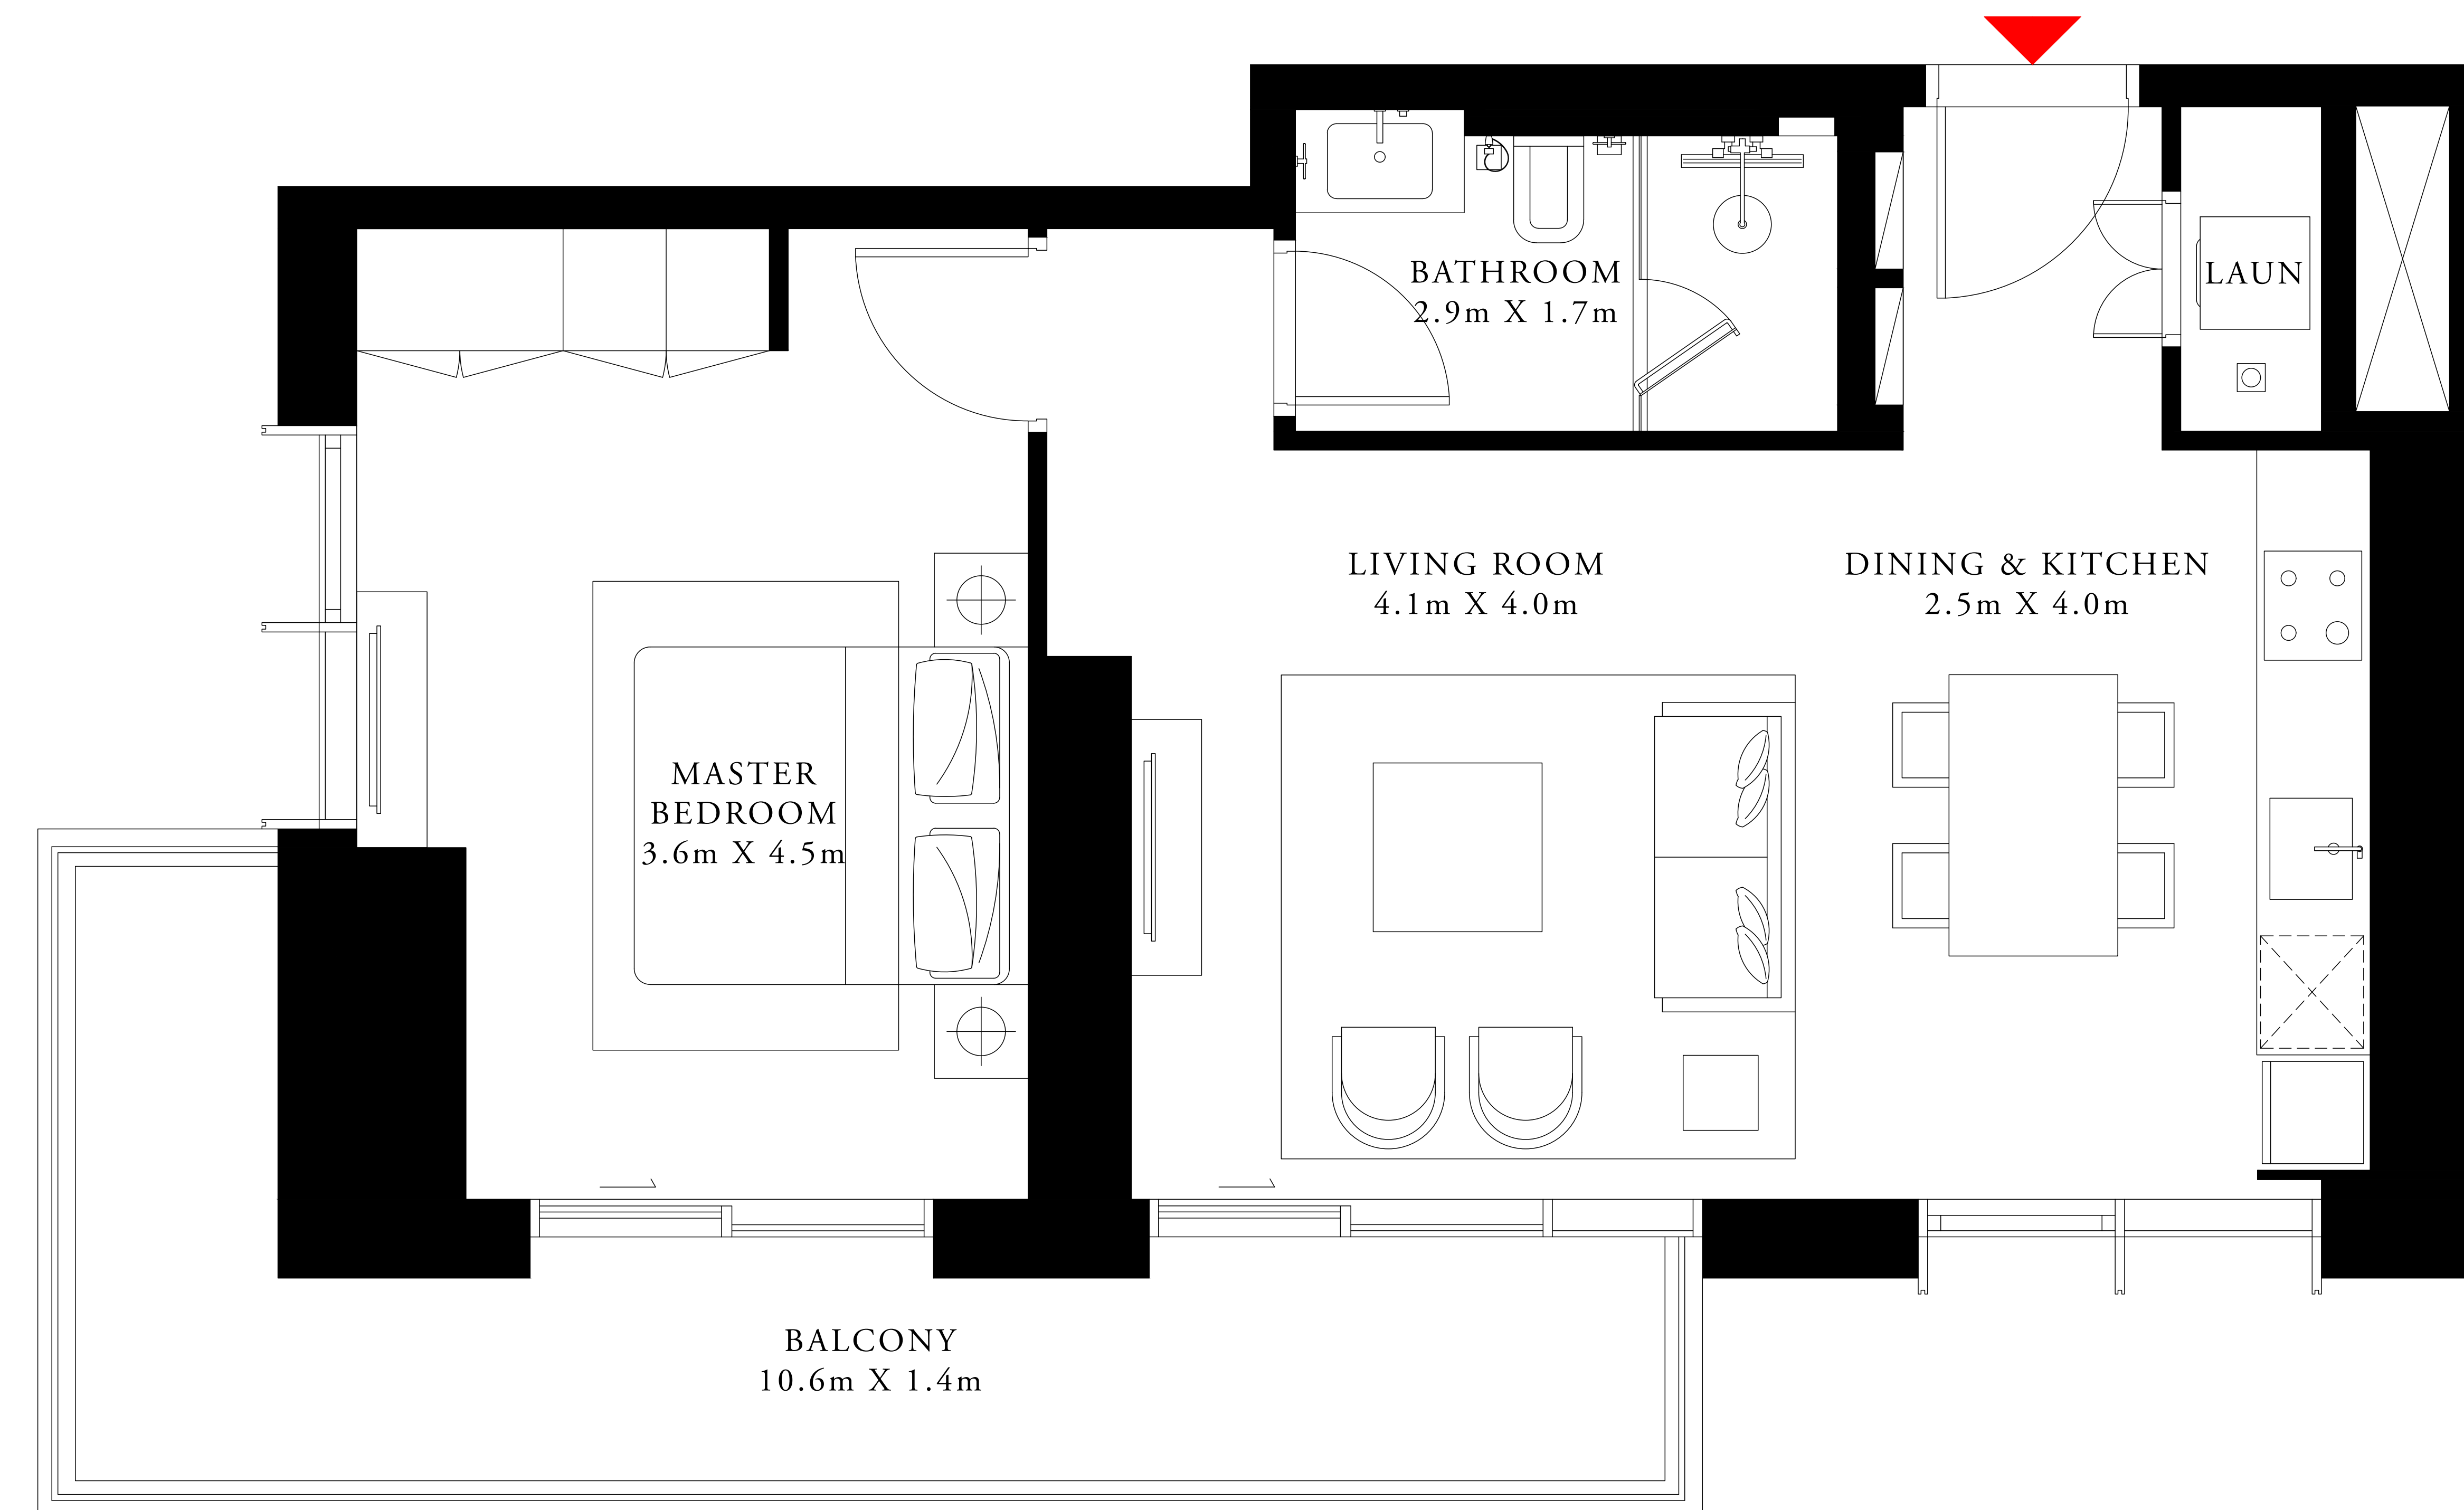 BATHROOM
2.9m X 1.7m
LAUN
LIVING ROOM
4.1m X 4.0m
DINING & KITCHEN
2.5m X 4.0m
MASTER
BEDROOM
3.6m X 4.5m
BALCONY
10.6m X 1.4m